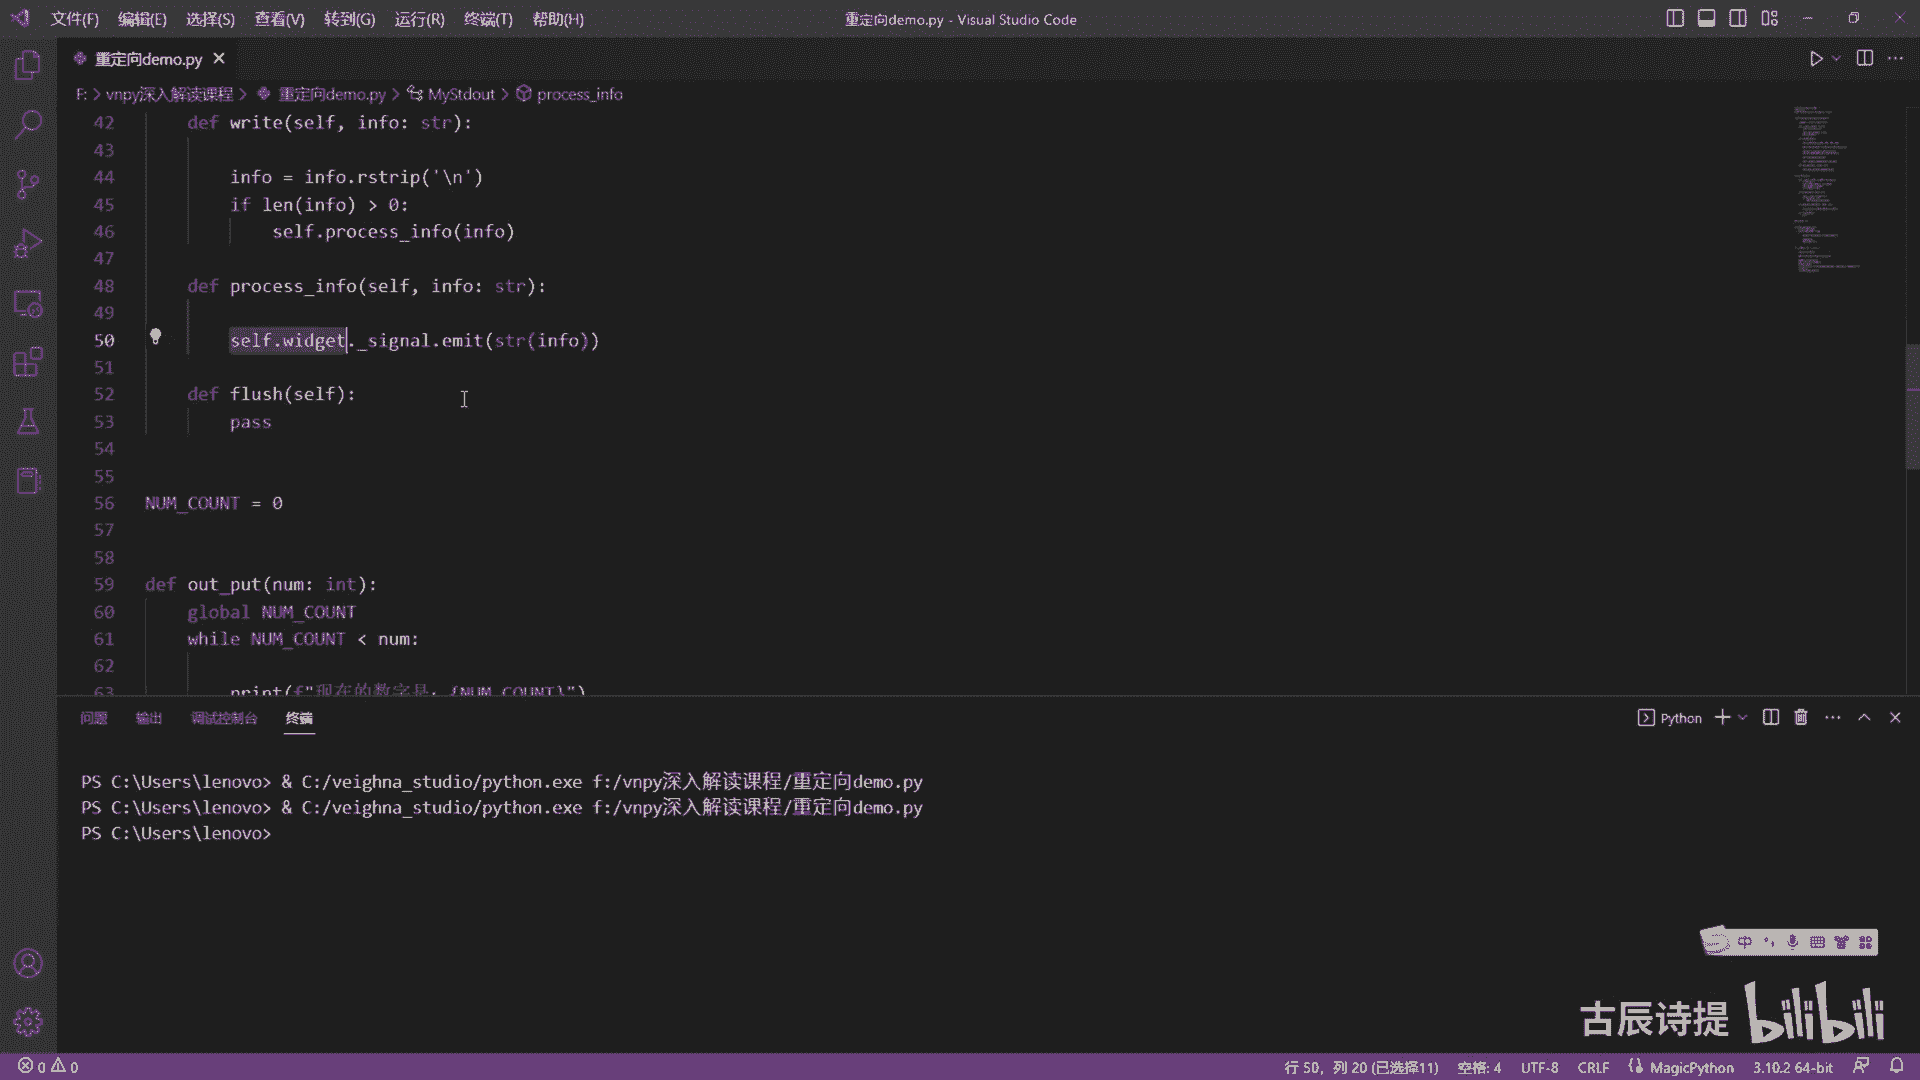 文件(F) 编辑(E) 选择(S) 查看(V) 转到(G) 运行(R) 终端(T) 帮助(H) 重定向demo.py - Visual Studio Code
重定向demo.py
F: > vnpy深入解读课程 > 重定向demo.py > MyStdout > process_info
42 def write(self, info: str):
43
44 info = info.rstrip('\n')
45 if len(info) > 0:
46 self.process_info(info)
47
48 def process_info(self, info: str):
49
50 self.widget._signal.emit(str(info))
51
52 def flush(self):
53 pass
54
55
56 NUM_COUNT = 0
57
58
59 def out_put(num: int):
60 global NUM_COUNT
61 while NUM_COUNT < num:
62
63 print(f"现在的数字是：{NUM_COUNT}")
问题 输出 调试控制台 终端 Python
PS C:\Users\lenovo> & C:/veighna_studio/python.exe f:/vnpy深入解读课程/重定向demo.py
PS C:\Users\lenovo> & C:/veighna_studio/python.exe f:/vnpy深入解读课程/重定向demo.py
PS C:\Users\lenovo>
中
古辰诗提 bilibili
0 0 行 50，列 20 (已选择11) 空格: 4 UTF-8 CRLF MagicPython 3.10.2 64-bit